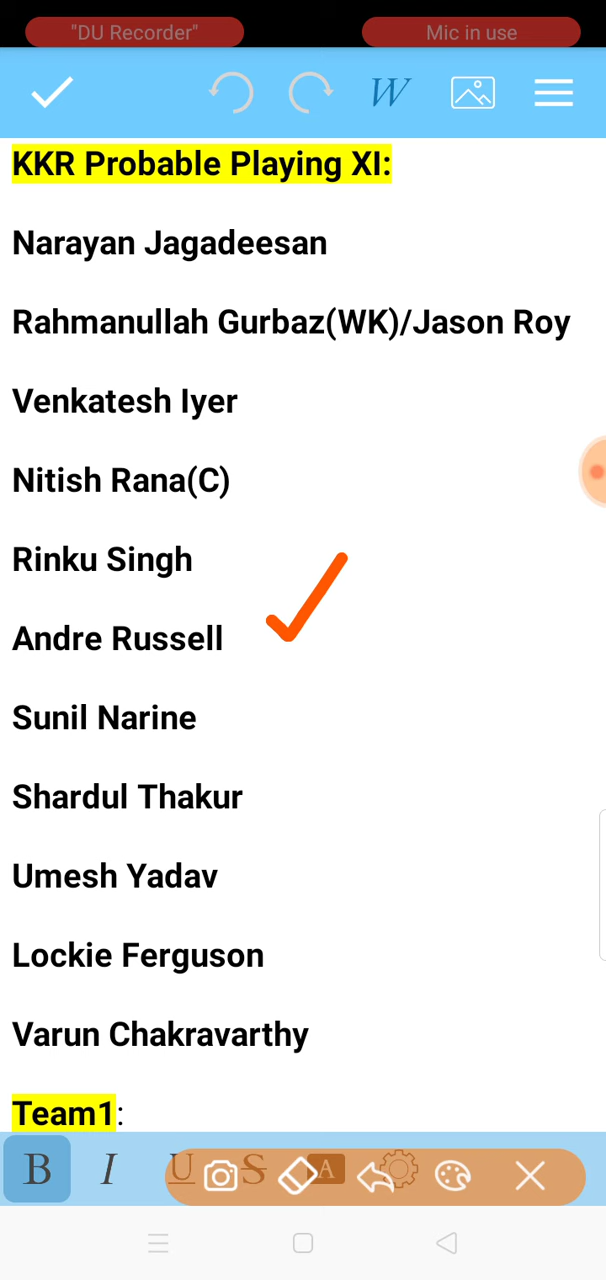 "DU Recorder"
Mic in use
W
KKR Probable Playing XI:
Narayan Jagadeesan
Rahmanullah Gurbaz(WK)/Jason Roy
Venkatesh Iyer
Nitish Rana(C)
Rinku Singh
Andre Russell
Sunil Narine
Shardul Thakur
Umesh Yadav
Lockie Ferguson
Varun Chakravarthy
Team1:
B I U S A